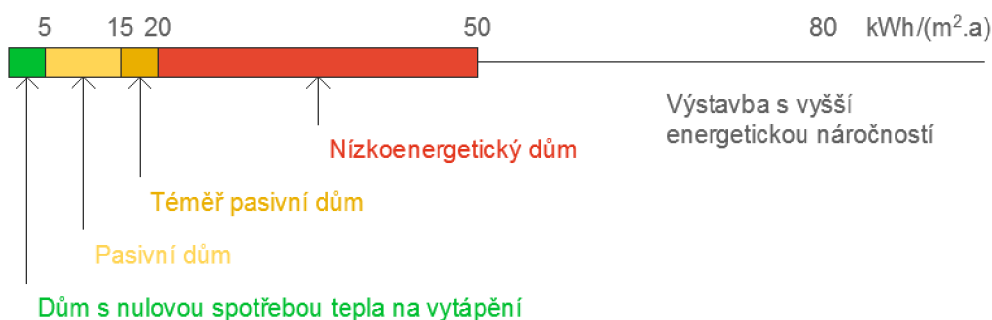 5 15 20 50 80 kWh/(m².a)
Výstavba s vyšší
energetickou náročností
Nízkoenergetický dům
Téměř pasivní dům
Pasivní dům
Dům s nulovou spotřebou tepla na vytápění